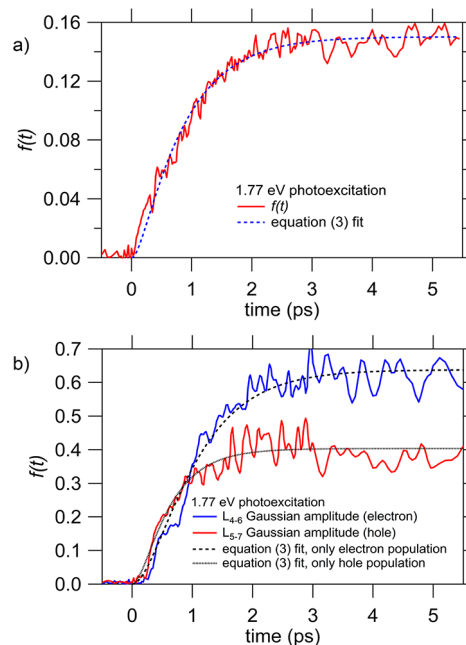 a)
0.16
0.12
0.08
0.04
0.00
f(t)
1.77 eV photoexcitation
f(t)
equation (3) fit
0 1 2 3 4 5
time (ps)
b)
0.7
0.6
0.5
0.4
0.3
0.2
0.1
0.0
f(t)
1.77 eV photoexcitation
L4-6 Gaussian amplitude (electron)
L5-7 Gaussian amplitude (hole)
equation (3) fit, only electron population
equation (3) fit, only hole population
0 1 2 3 4 5
time (ps)